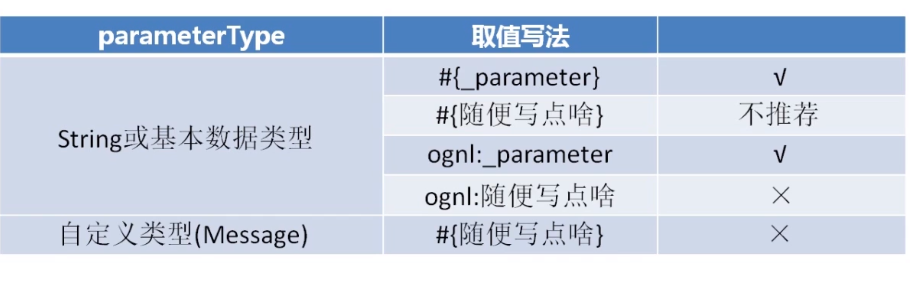 parameterType 取值写法
String或基本数据类型 #{_parameter} √
#{随便写点啥} 不推荐
ognl:_parameter √
ognl:随便写点啥 ×
自定义类型(Message) #{随便写点啥} ×